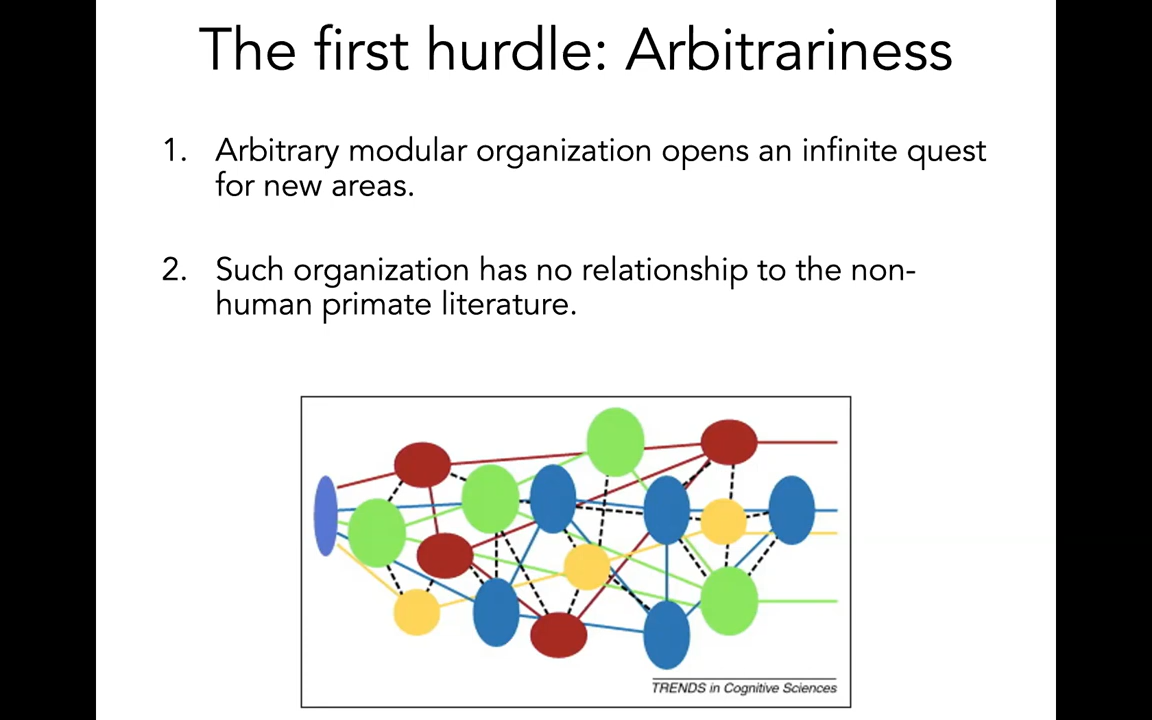 The first hurdle: Arbitrariness
1. Arbitrary modular organization opens an infinite quest
for new areas.
2. Such organization has no relationship to the non-
human primate literature.
TRENDS in Cognitive Sciences